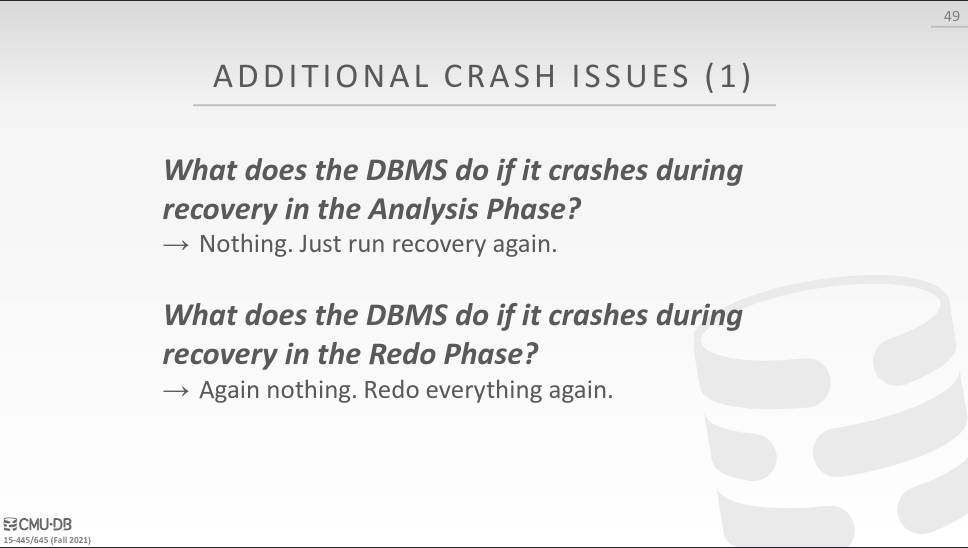 49
ADDITIONAL CRASH ISSUES (1)
What does the DBMS do if it crashes during
recovery in the Analysis Phase?
→ Nothing. Just run recovery again.
What does the DBMS do if it crashes during
recovery in the Redo Phase?
→ Again nothing. Redo everything again.
CMU·DB
15-445/645 (Fall 2021)